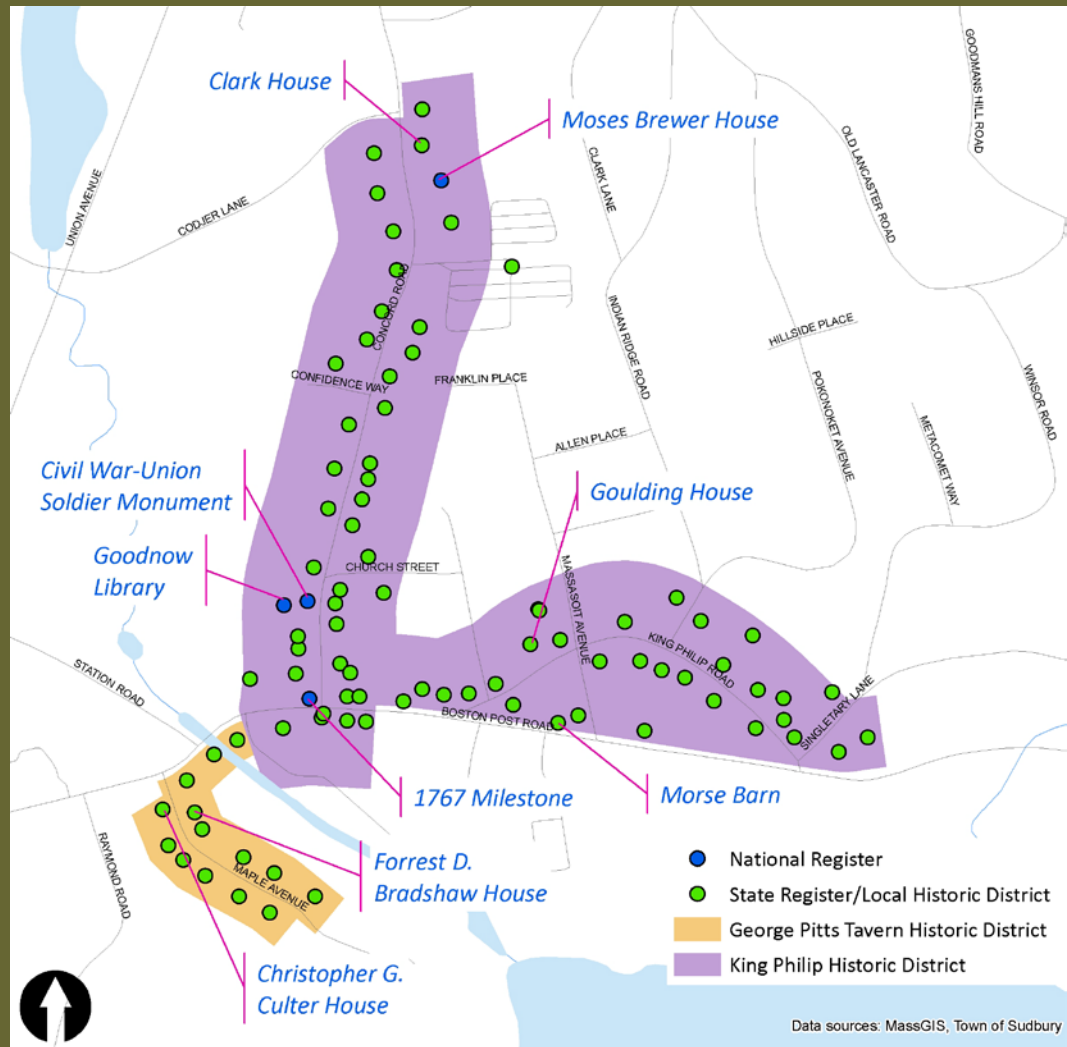 Clark House
Moses Brewer House
GOODMANS HILL ROAD
UNION AVENUE
CODJER LANE
CLARK LANE
OLD LANCASTER ROAD
CONCORD ROAD
INDIAN RIDGE ROAD
HILLSIDE PLACE
CONFIDENCE WAY
FRANKLIN PLACE
POKONOKET AVENUE
WINSOR ROAD
METACOMET WAY
ALLEN PLACE
Civil War-Union
Soldier Monument
Goulding House
Goodnow
Library
CHURCH STREET
MASSASOIT AVENUE
KING PHILIP ROAD
STATION ROAD
BOSTON POST ROAD
SINGLETARY LANE
1767 Milestone
Morse Barn
RAYMOND ROAD
MAPLE AVENUE
Forrest D.
Bradshaw House
Christopher G.
Culter House
National Register
State Register/Local Historic District
George Pitts Tavern Historic District
King Philip Historic District
Data sources: MassGIS, Town of Sudbury